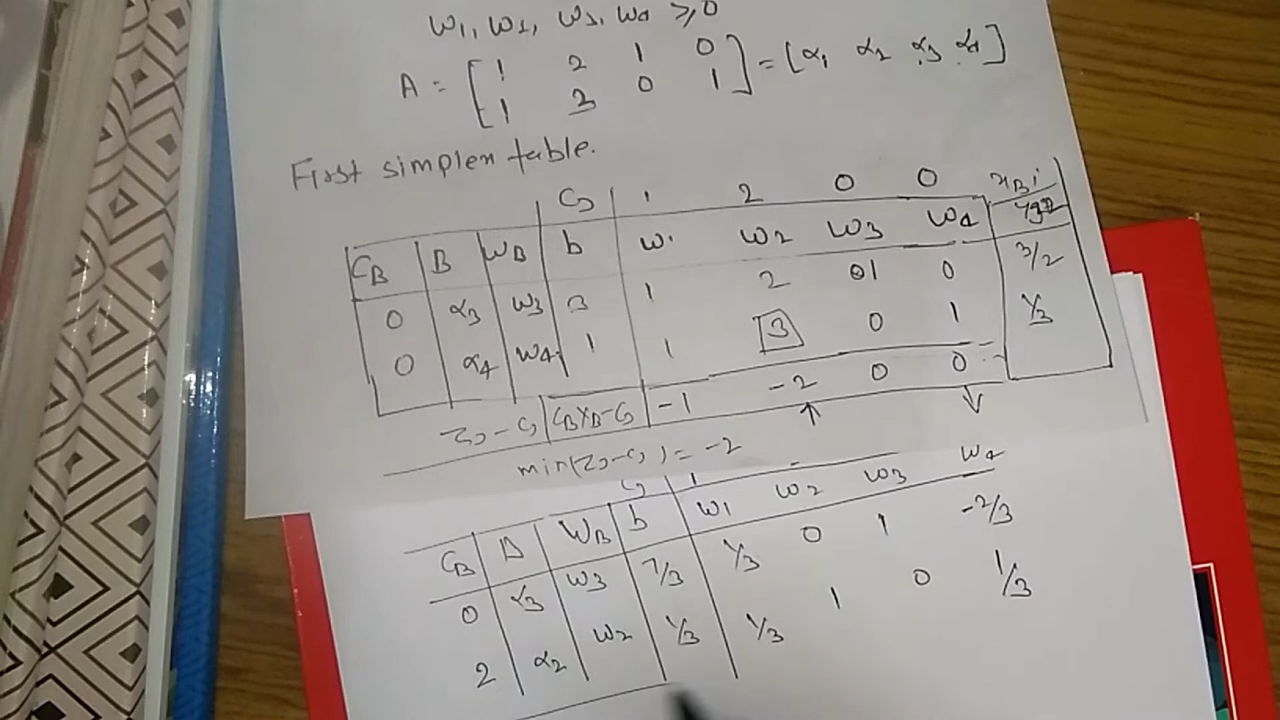 w1, w2, w3, w4 ≥ 0
A = [ 1 2 1 0
1 3 0 1 ] = [ α1 α2 α3 α4 ]
First simplex table.
Cj 1 2 0 0
CB B WB b w1 w2 w3 w4 xBi
0 α3 w3 3 1 2 01 0 3/2
0 α4 w4 1 1 3 0 1 1/3
zj - cj CBXB - Cj -1 -2 0 0
↑ ↓
min(zj - cj) = -2
Cj 1
CB B WB b w1 w2 w3 w4
0 α3 w3 7/3 1/3 0 1 -2/3
2 α2 w2 1/3 1/3 1 0 1/3